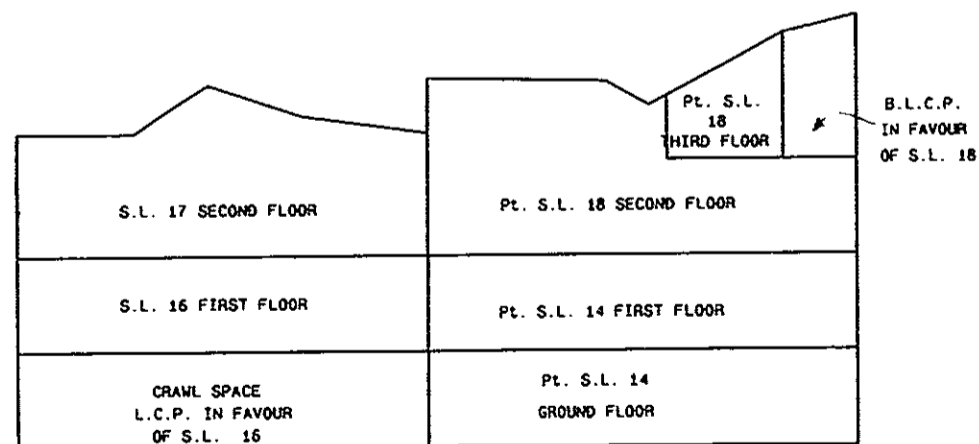 Pt. S.L.
18
THIRD FLOOR
B.L.C.P.
IN FAVOUR
OF S.L. 18
S.L. 17 SECOND FLOOR
Pt. S.L. 18 SECOND FLOOR
S.L. 16 FIRST FLOOR
Pt. S.L. 14 FIRST FLOOR
CRAWL SPACE
L.C.P. IN FAVOUR
OF S.L. 16
Pt. S.L. 14
GROUND FLOOR